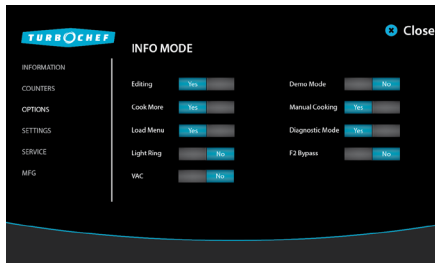 TURBOCHEF
Close
INFO MODE
INFORMATION
COUNTERS
OPTIONS
SETTINGS
SERVICE
MFG
Editing Yes
Demo Mode No
Cook More Yes
Manual Cooking Yes
Load Menu Yes
Diagnostic Mode Yes
Light Ring No
F2 Bypass No
VAC No